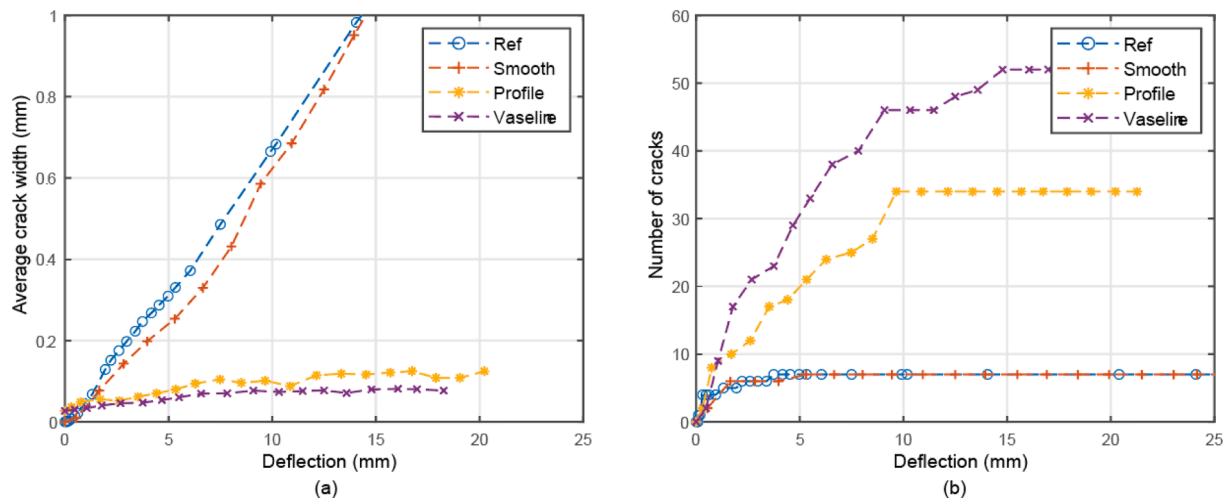 Average crack width (mm)
1
0.8
0.6
0.4
0.2
0
0
5
10
15
20
25
Deflection (mm)
(a)
Ref
Smooth
Profile
Vaseline
Number of cracks
60
50
40
30
20
10
0
0
5
10
15
20
25
Deflection (mm)
(b)
Ref
Smooth
Profile
Vaseline